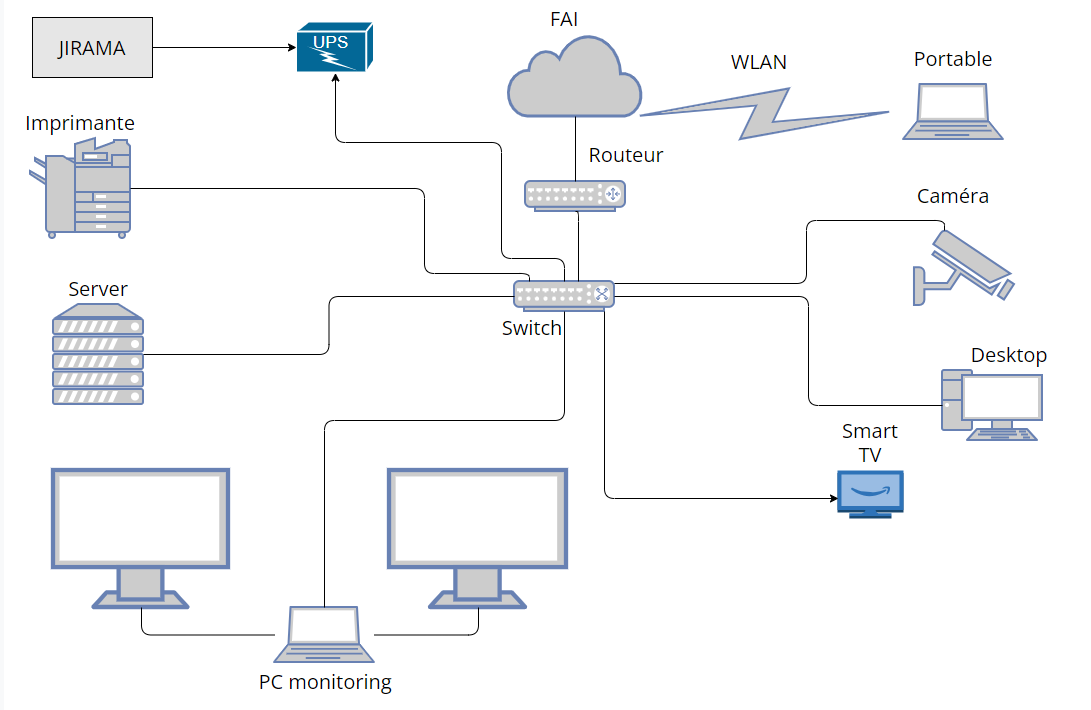 FAI
JIRAMA
UPS
WLAN
Portable
Imprimante
Routeur
Caméra
Server
Switch
Desktop
Smart
TV
PC monitoring